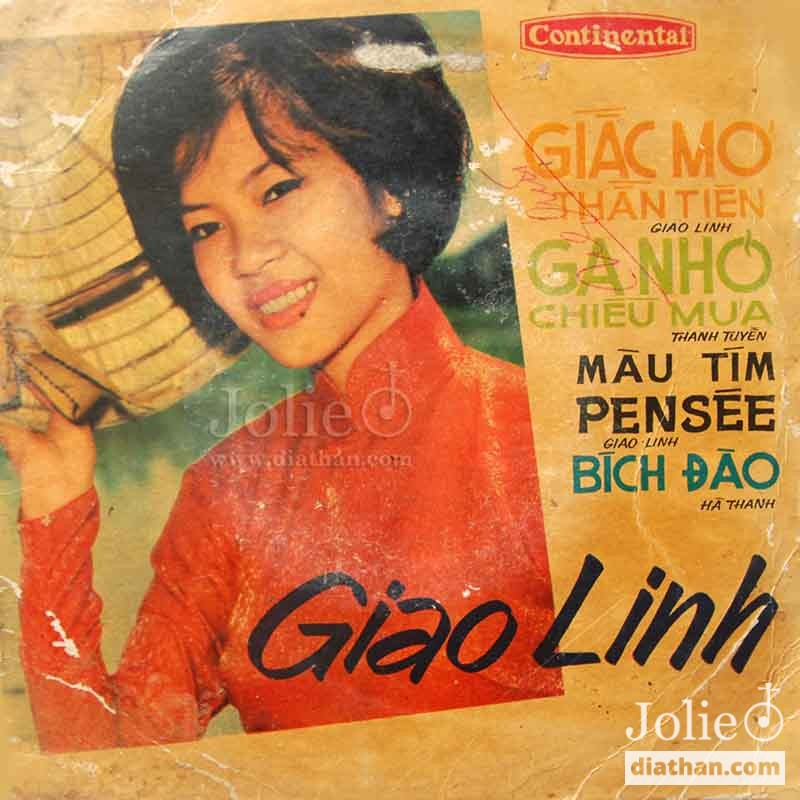 Continental
GIẤC MƠ
THẦN TIÊN
GIAO LINH
GA NHỎ
CHIỀU MƯA
THANH TUYỀN
MÀU TÍM
PENSÉE
GIAO LINH
BÍCH ĐÀO
HÀ THANH
Giao Linh
Jolie
www.diathan.com
Jolie
diathan.com